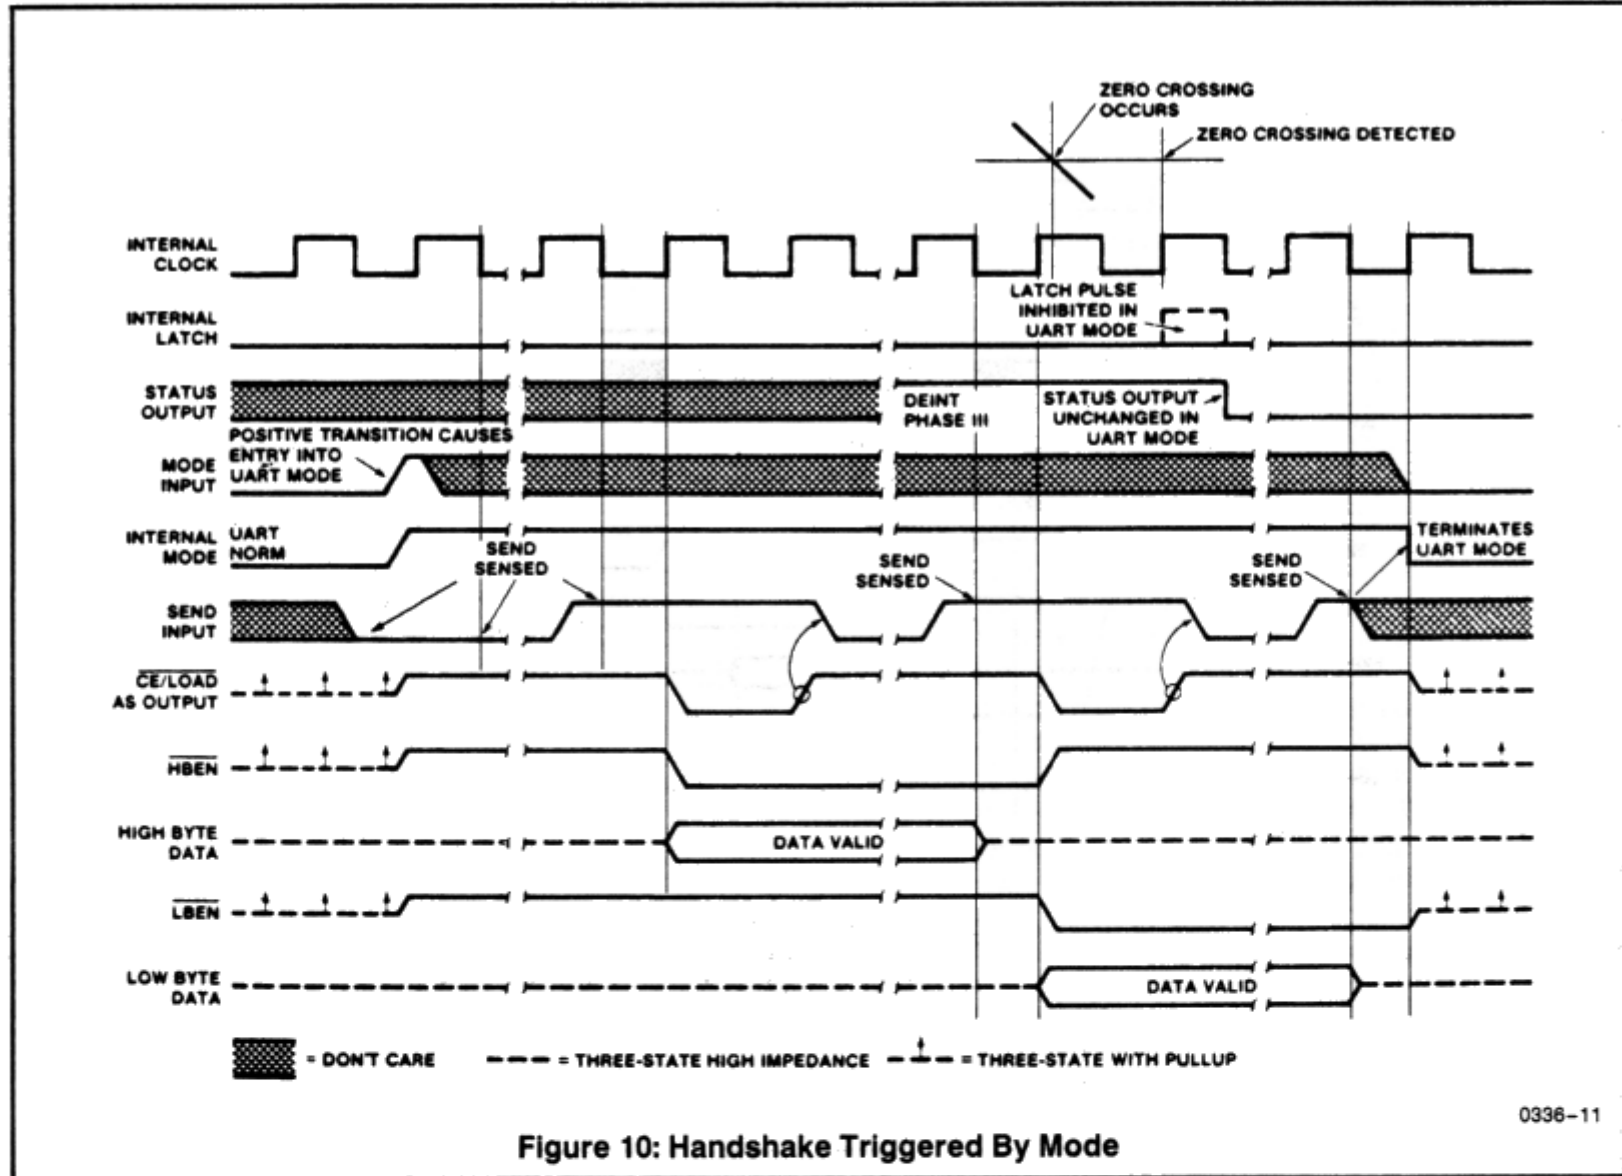 ZERO CROSSING
OCCURS
ZERO CROSSING DETECTED
INTERNAL
CLOCK
LATCH PULSE
INHIBITED IN
UART MODE
INTERNAL
LATCH
STATUS
OUTPUT
DEINT
PHASE III
STATUS OUTPUT
UNCHANGED IN
UART MODE
POSITIVE TRANSITION CAUSES
ENTRY INTO
UART MODE
MODE
INPUT
INTERNAL
MODE
UART
NORM
SEND
SENSED
SEND
SENSED
SEND
SENSED
TERMINATES
UART MODE
SEND
INPUT
CE/LOAD
AS OUTPUT
HBEN
HIGH BYTE
DATA
DATA VALID
LBEN
LOW BYTE
DATA
DATA VALID
= DON'T CARE
= THREE-STATE HIGH IMPEDANCE
= THREE-STATE WITH PULLUP
0336-11
Figure 10: Handshake Triggered By Mode